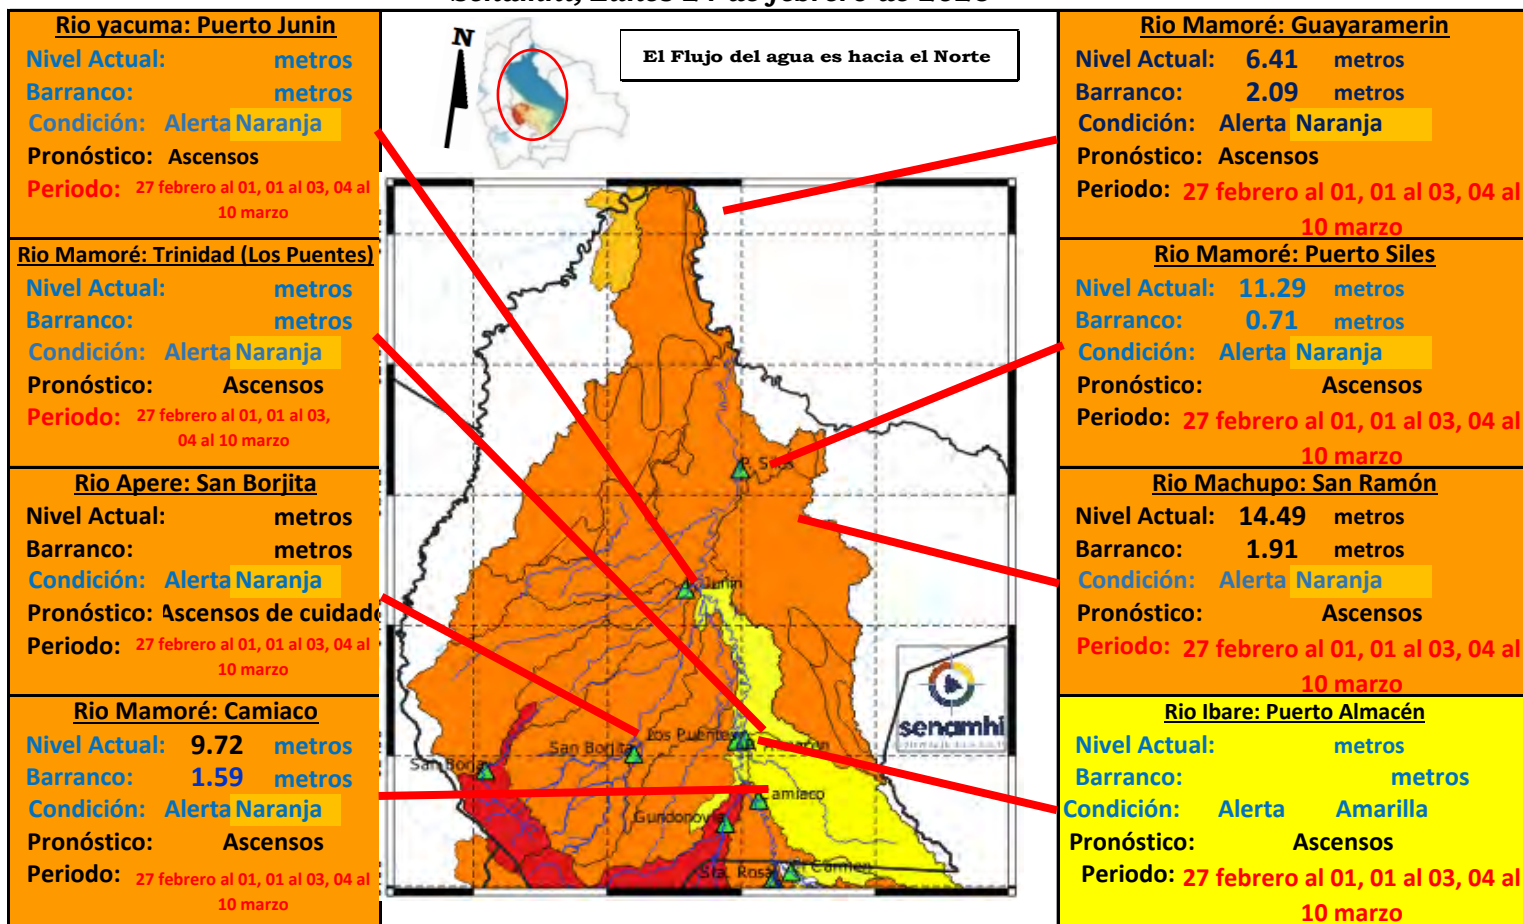 Rio yacuma: Puerto Junin
Nivel Actual: metros
Barranco: metros
Condición: Alerta Naranja
Pronóstico: Ascensos
Periodo: 27 febrero al 01, 01 al 03, 04 al
10 marzo
Rio Mamoré: Trinidad (Los Puentes)
Nivel Actual: metros
Barranco: metros
Condición: Alerta Naranja
Pronóstico: Ascensos
Periodo: 27 febrero al 01, 01 al 03,
04 al 10 marzo
Rio Apere: San Borjita
Nivel Actual: metros
Barranco: metros
Condición: Alerta Naranja
Pronóstico: Ascensos de cuidado
Periodo: 27 febrero al 01, 01 al 03, 04 al
10 marzo
Rio Mamoré: Camiaco
Nivel Actual: 9.72 metros
Barranco: 1.59 metros
Condición: Alerta Naranja
Pronóstico: Ascensos
Periodo: 27 febrero al 01, 01 al 03, 04 al
10 marzo
N
El Flujo del agua es hacia el Norte
P. Siles
Junin
Los Puentes
San Borjita
San Borja
Camiaco
Gundonovia
Sta. Rosa
El Carmen
senamhi
Rio Mamoré: Guayaramerin
Nivel Actual: 6.41 metros
Barranco: 2.09 metros
Condición: Alerta Naranja
Pronóstico: Ascensos
Periodo: 27 febrero al 01, 01 al 03, 04 al
10 marzo
Rio Mamoré: Puerto Siles
Nivel Actual: 11.29 metros
Barranco: 0.71 metros
Condición: Alerta Naranja
Pronóstico: Ascensos
Periodo: 27 febrero al 01, 01 al 03, 04 al
10 marzo
Rio Machupo: San Ramón
Nivel Actual: 14.49 metros
Barranco: 1.91 metros
Condición: Alerta Naranja
Pronóstico: Ascensos
Periodo: 27 febrero al 01, 01 al 03, 04 al
10 marzo
Rio Ibare: Puerto Almacén
Nivel Actual: metros
Barranco: metros
Condición: Alerta Amarilla
Pronóstico: Ascensos
Periodo: 27 febrero al 01, 01 al 03, 04 al
10 marzo